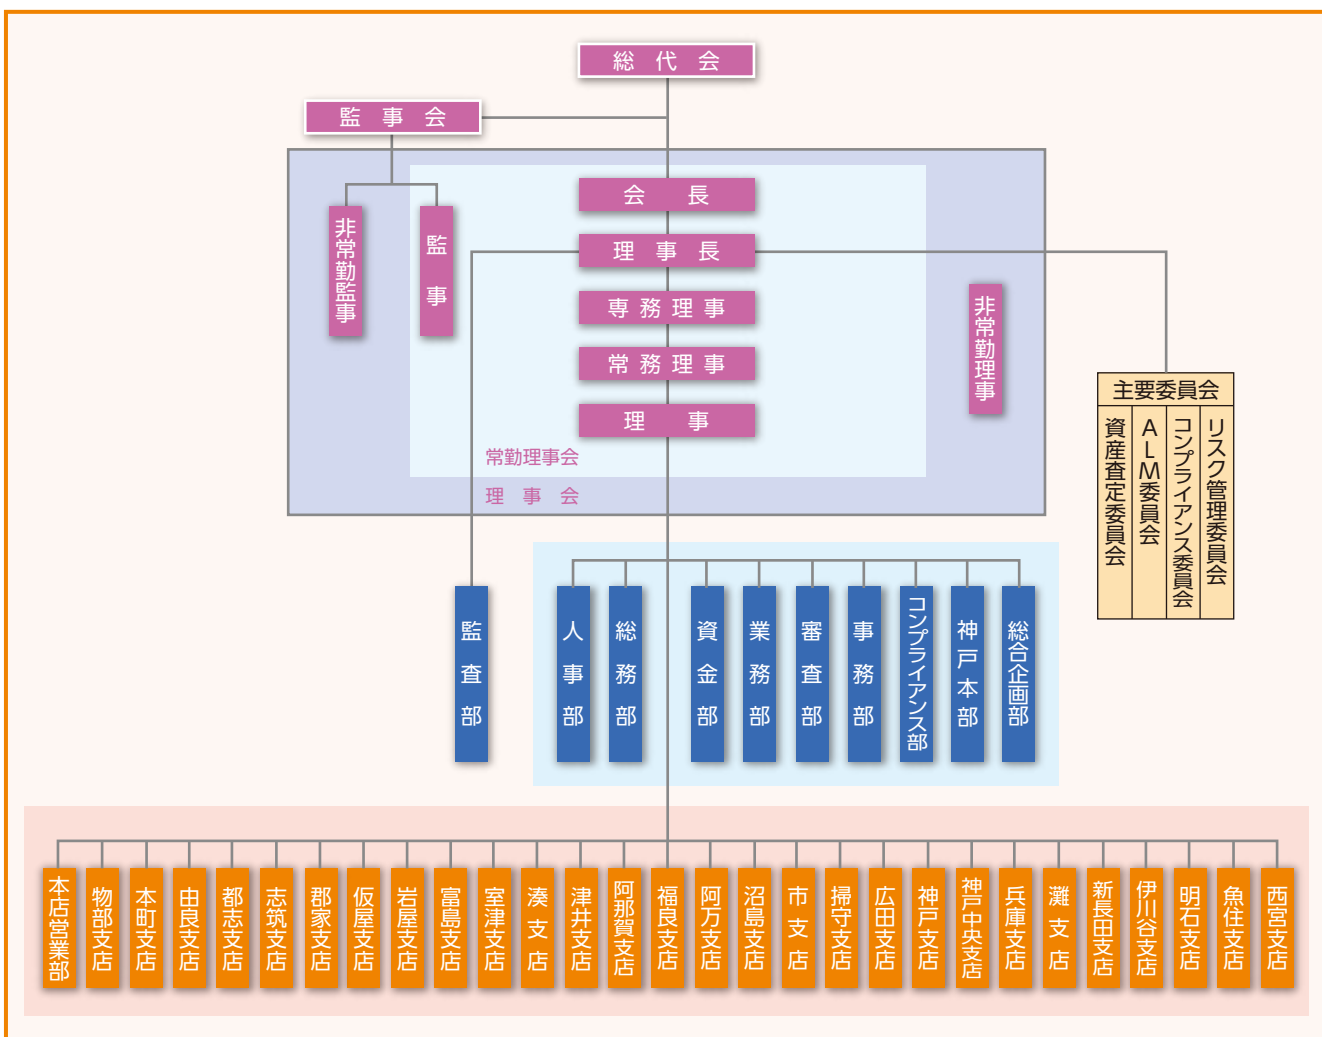 総代会
監事会
会長
理事長
専務理事
常務理事
理事
非常勤監事
監事
非常勤理事
常勤理事会
理事会
主要委員会
資産査定委員会
ALM委員会
コンプライアンス委員会
リスク管理委員会
監査部
人事部
総務部
資金部
業務部
審査部
事務部
コンプライアンス部
神戸本部
総合企画部
本店営業部
物部支店
本町支店
由良支店
都志支店
志筑支店
郡家支店
仮屋支店
岩屋支店
富島支店
室津支店
湊支店
津井支店
阿那賀支店
福良支店
阿万支店
沼島支店
市支店
掃守支店
広田支店
神戸支店
神戸中央支店
兵庫支店
灘支店
新長田支店
伊川谷支店
明石支店
魚住支店
西宮支店